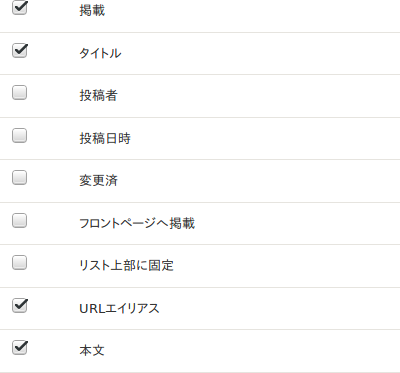 掲載
タイトル
投稿者
投稿日時
変更済
フロントページへ掲載
リスト上部に固定
URLエイリアス
本文